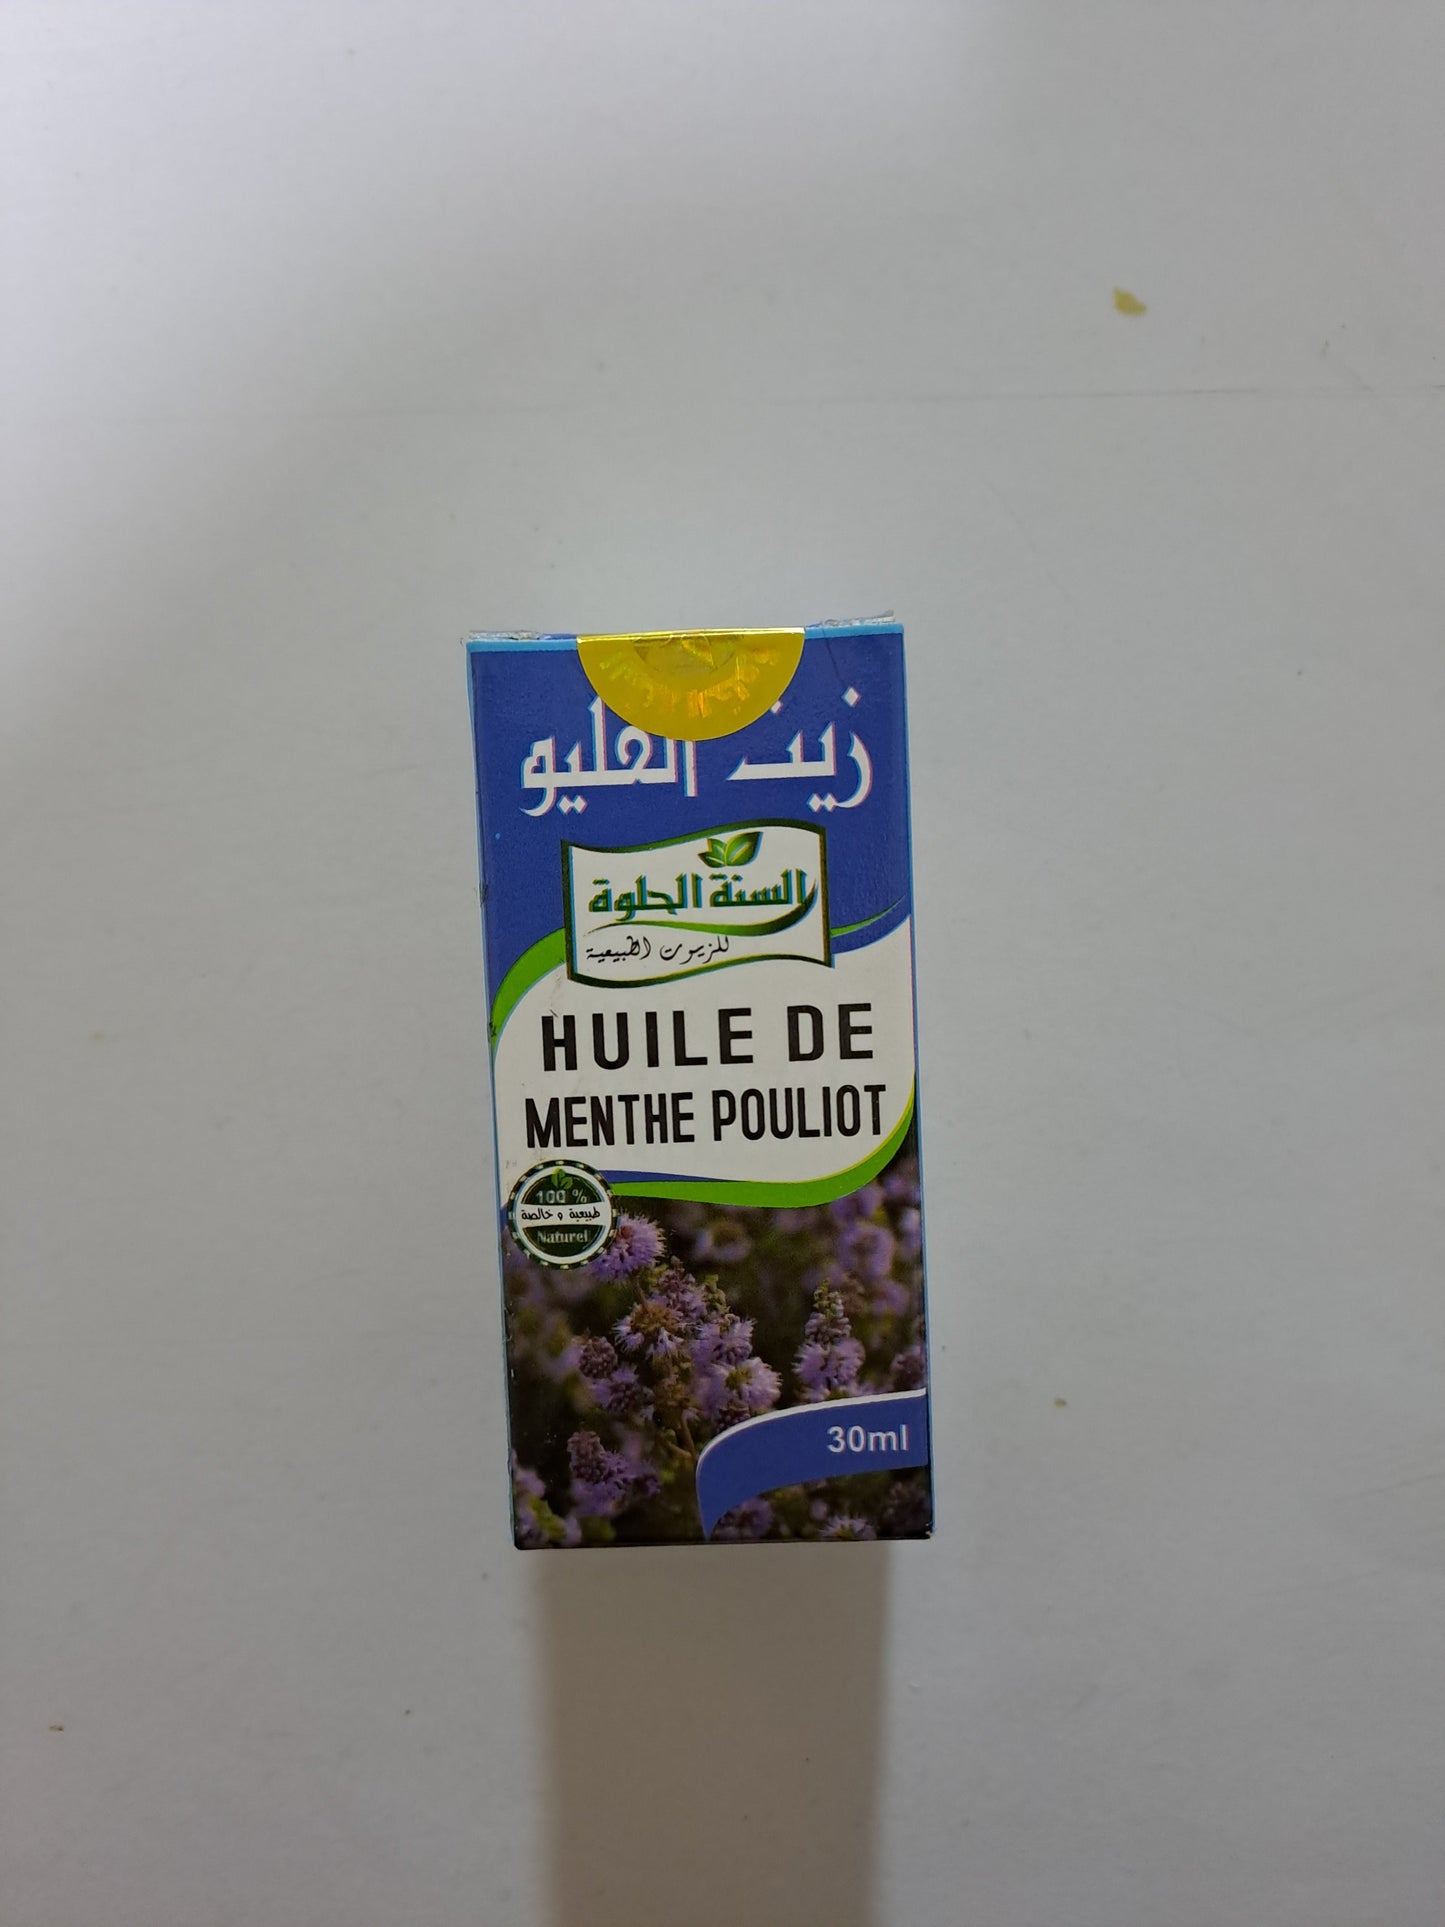 زيت الفليو
السنة الحلوة
للزيوت الطبيعية
HUILE DE
MENTHE POULIOT
100 %
طبيعية و خالصة
Naturel
30ml